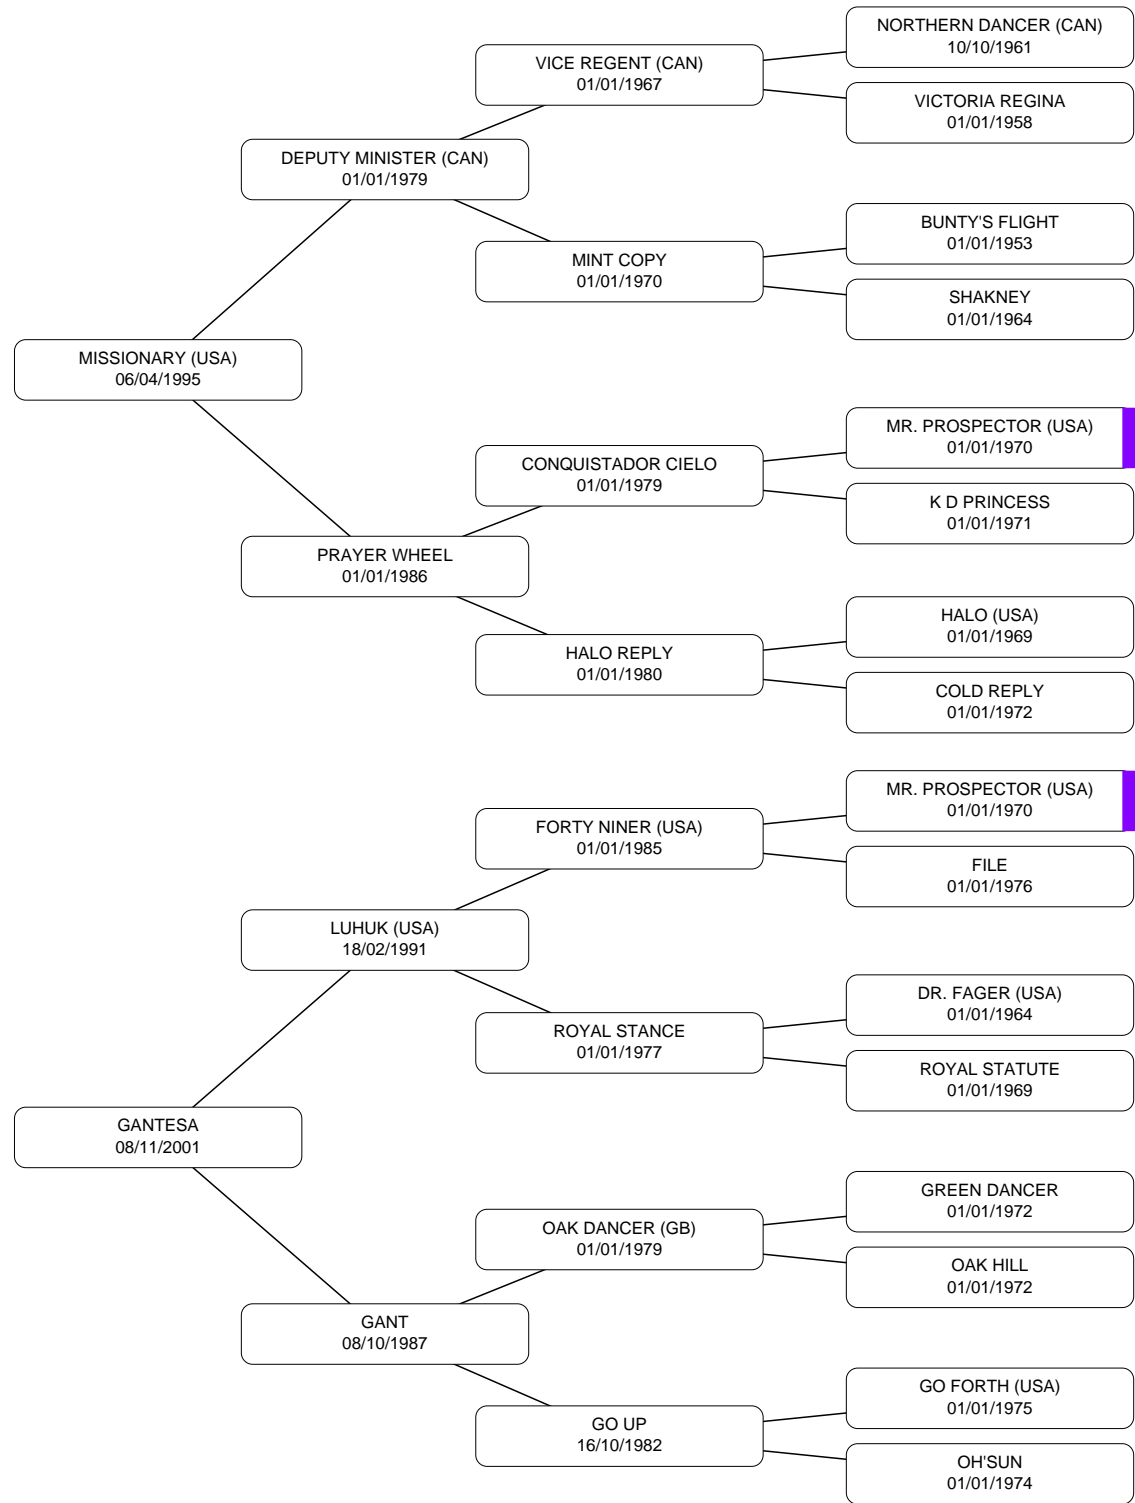 NORTHERN DANCER (CAN)
10/10/1961
VICE REGENT (CAN)
01/01/1967
VICTORIA REGINA
01/01/1958
DEPUTY MINISTER (CAN)
01/01/1979
BUNTY'S FLIGHT
01/01/1953
MINT COPY
01/01/1970
SHAKNEY
01/01/1964
MISSIONARY (USA)
06/04/1995
MR. PROSPECTOR (USA)
01/01/1970
CONQUISTADOR CIELO
01/01/1979
K D PRINCESS
01/01/1971
PRAYER WHEEL
01/01/1986
HALO (USA)
01/01/1969
HALO REPLY
01/01/1980
COLD REPLY
01/01/1972
MR. PROSPECTOR (USA)
01/01/1970
FORTY NINER (USA)
01/01/1985
FILE
01/01/1976
LUHUK (USA)
18/02/1991
DR. FAGER (USA)
01/01/1964
ROYAL STANCE
01/01/1977
ROYAL STATUTE
01/01/1969
GANTESA
08/11/2001
GREEN DANCER
01/01/1972
OAK DANCER (GB)
01/01/1979
OAK HILL
01/01/1972
GANT
08/10/1987
GO FORTH (USA)
01/01/1975
GO UP
16/10/1982
OH'SUN
01/01/1974